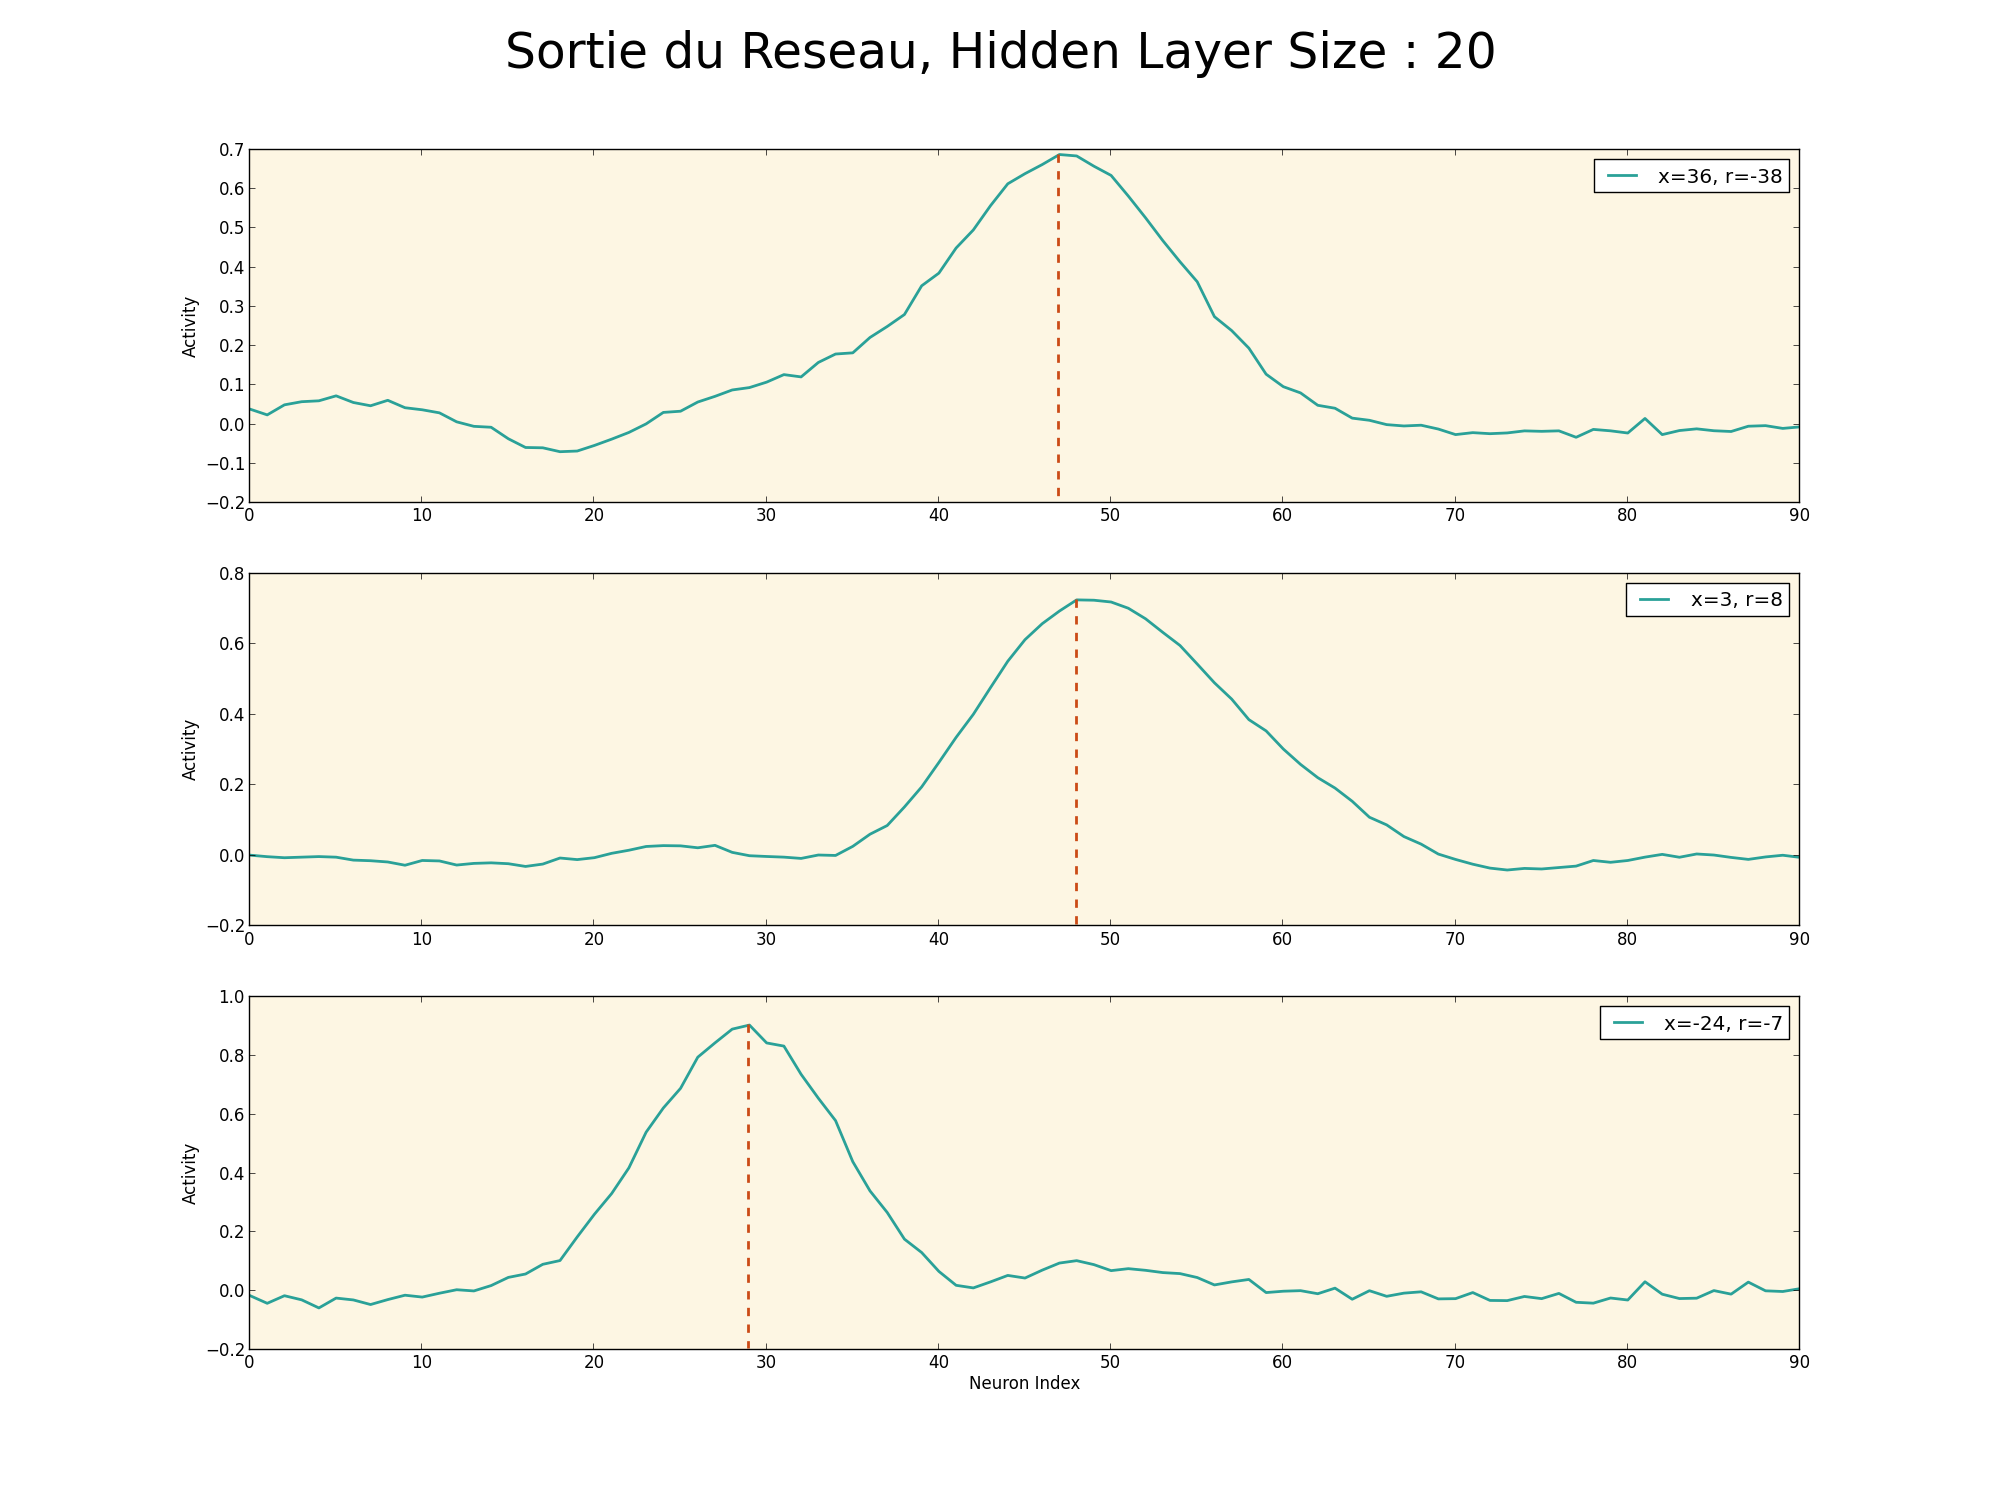 Sortie du Reseau, Hidden Layer Size : 20
0.7
0.6
0.5
0.4
0.3
0.2
0.1
0.0
−0.1
−0.2
Activity
x=36, r=-38
0 10 20 30 40 50 60 70 80 90
0.8
0.6
0.4
0.2
0.0
−0.2
Activity
x=3, r=8
0 10 20 30 40 50 60 70 80 90
1.0
0.8
0.6
0.4
0.2
0.0
−0.2
Activity
x=-24, r=-7
0 10 20 30 40 50 60 70 80 90
Neuron Index